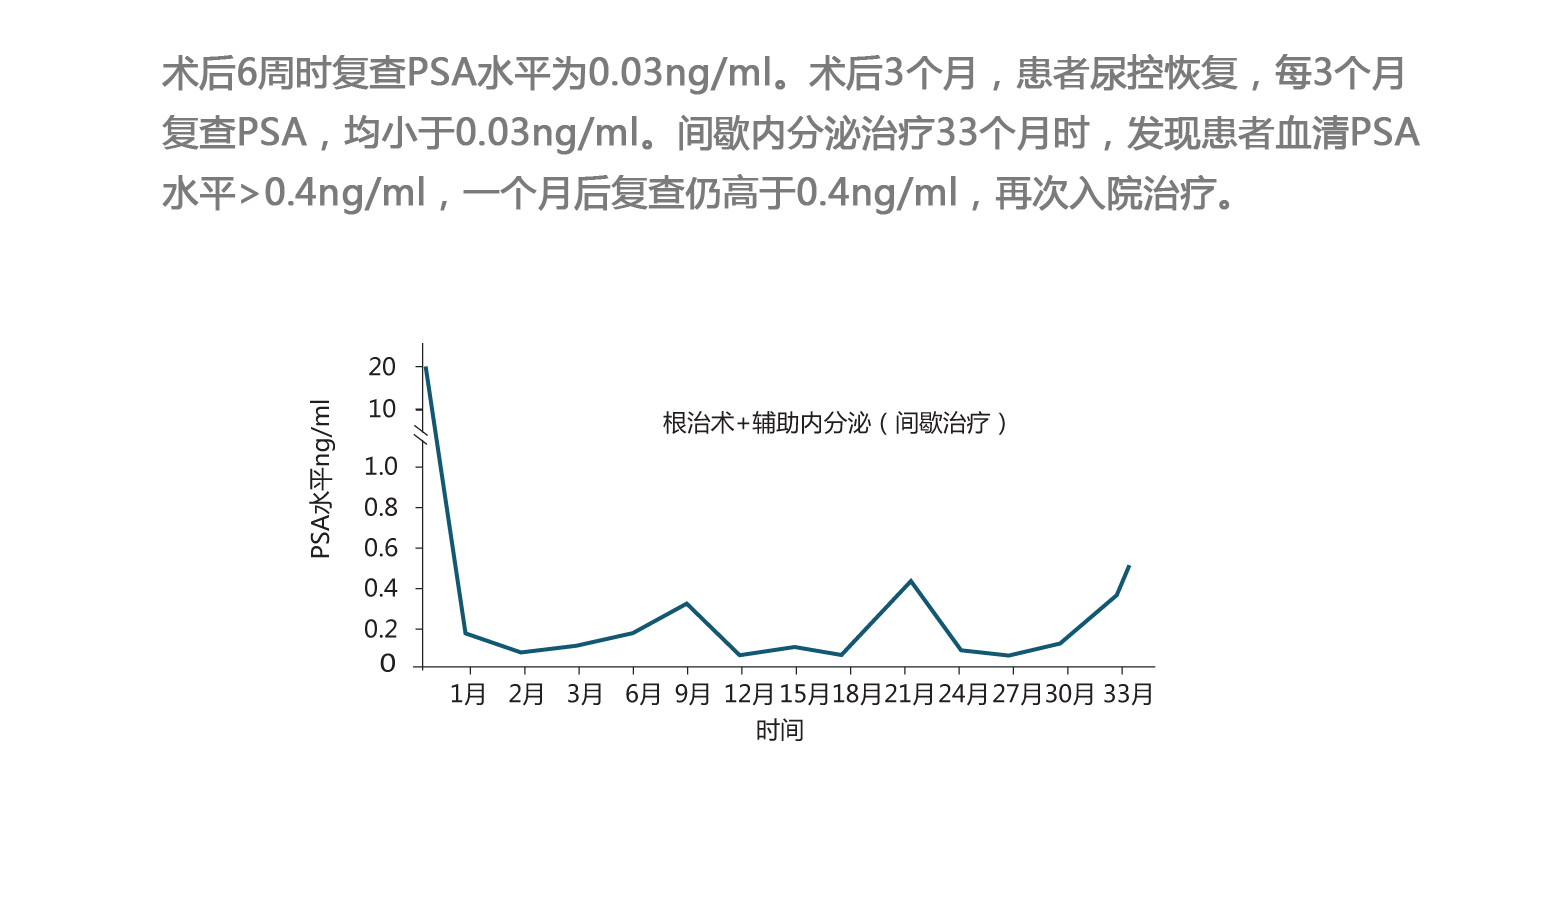 术后6周时复查PSA水平为0.03ng/ml。术后3个月，患者尿控恢复，每3个月
复查PSA，均小于0.03ng/ml。间歇内分泌治疗33个月时，发现患者血清PSA
水平>0.4ng/ml，一个月后复查仍高于0.4ng/ml，再次入院治疗。
PSA水平ng/ml
20
10
根治术+辅助内分泌（间歇治疗）
1.0
0.8
0.6
0.4
0.2
0
1月 2月 3月 6月 9月 12月 15月 18月 21月 24月 27月 30月 33月
时间